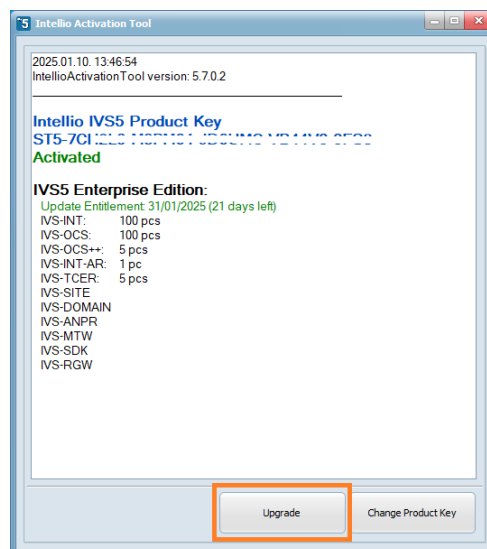 Intellio Activation Tool
2025.01.10. 13:46:54
IntellioActivationTool version: 5.7.0.2
Intellio IVS5 Product Key
Activated
IVS5 Enterprise Edition:
Update Entitlement: 31/01/2025 (21 days left)
IVS-INT: 100 pcs
IVS-OCS: 100 pcs
IVS-OCS++: 5 pcs
IVS-INT-AR: 1 pc
IVS-TCER: 5 pcs
IVS-SITE
IVS-DOMAIN
IVS-ANPR
IVS-MTW
IVS-SDK
IVS-RGW
Upgrade Change Product Key